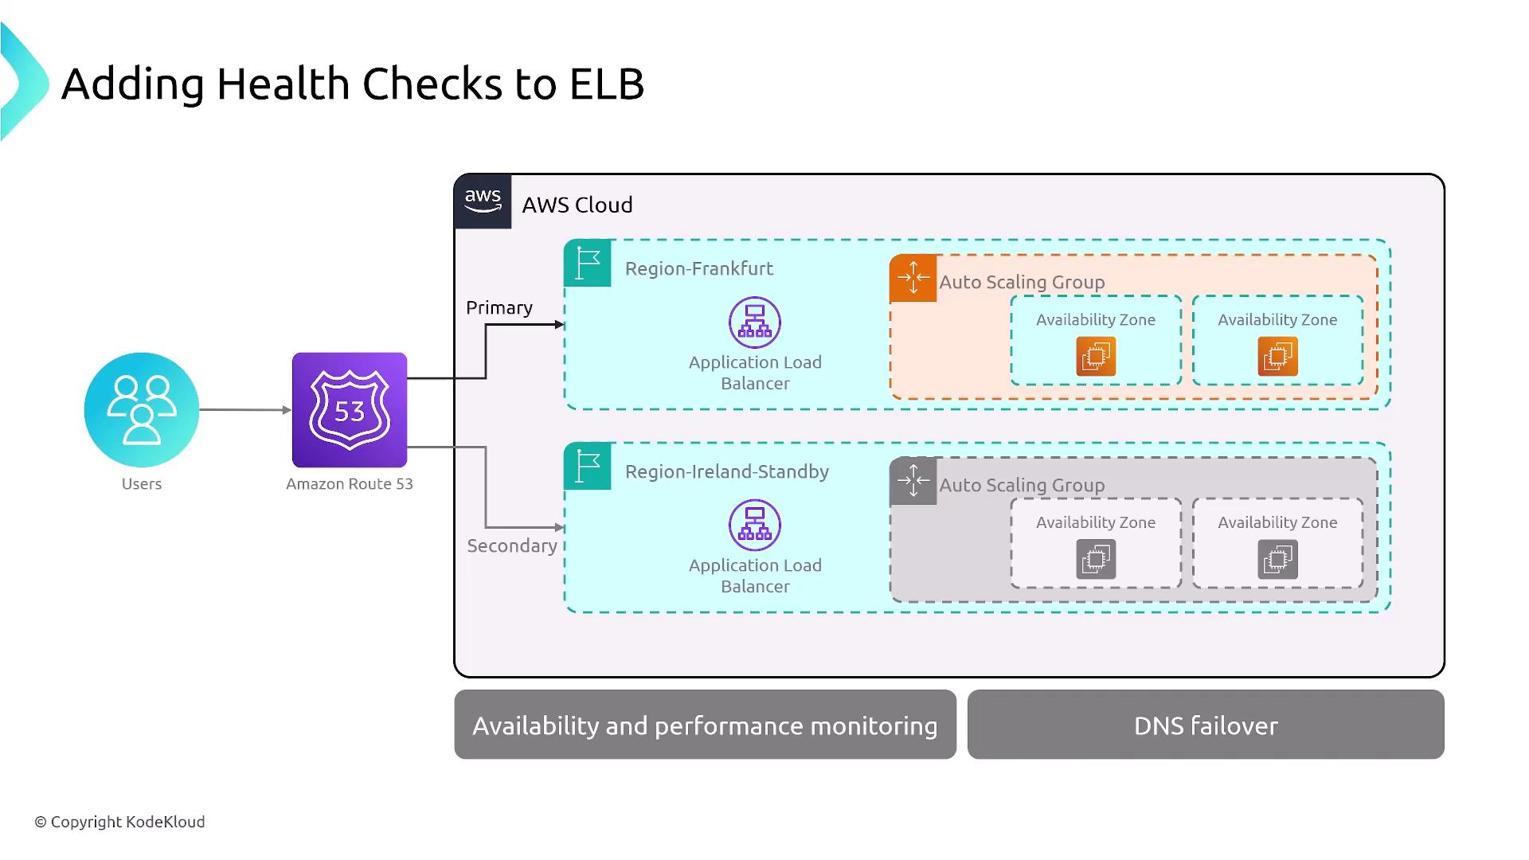 Adding Health Checks to ELB
aws
AWS Cloud
Region-Frankfurt
Auto Scaling Group
Primary
Availability Zone
Availability Zone
Application Load
Balancer
53
Users
Amazon Route 53
Region-Ireland-Standby
Auto Scaling Group
Secondary
Availability Zone
Availability Zone
Application Load
Balancer
Availability and performance monitoring
DNS failover
© Copyright KodeKloud